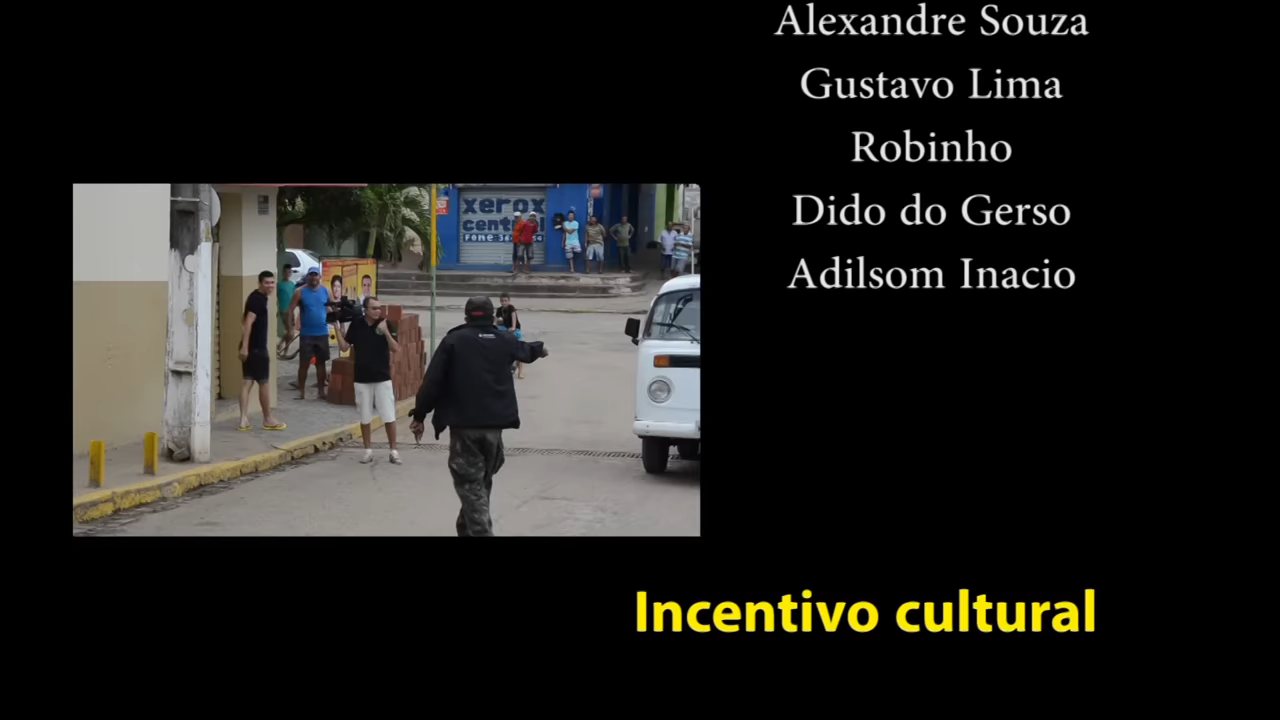 Alexandre Souza
Gustavo Lima
Robinho
Dido do Gerso
Adilsom Inacio
xerox
central
Incentivo cultural